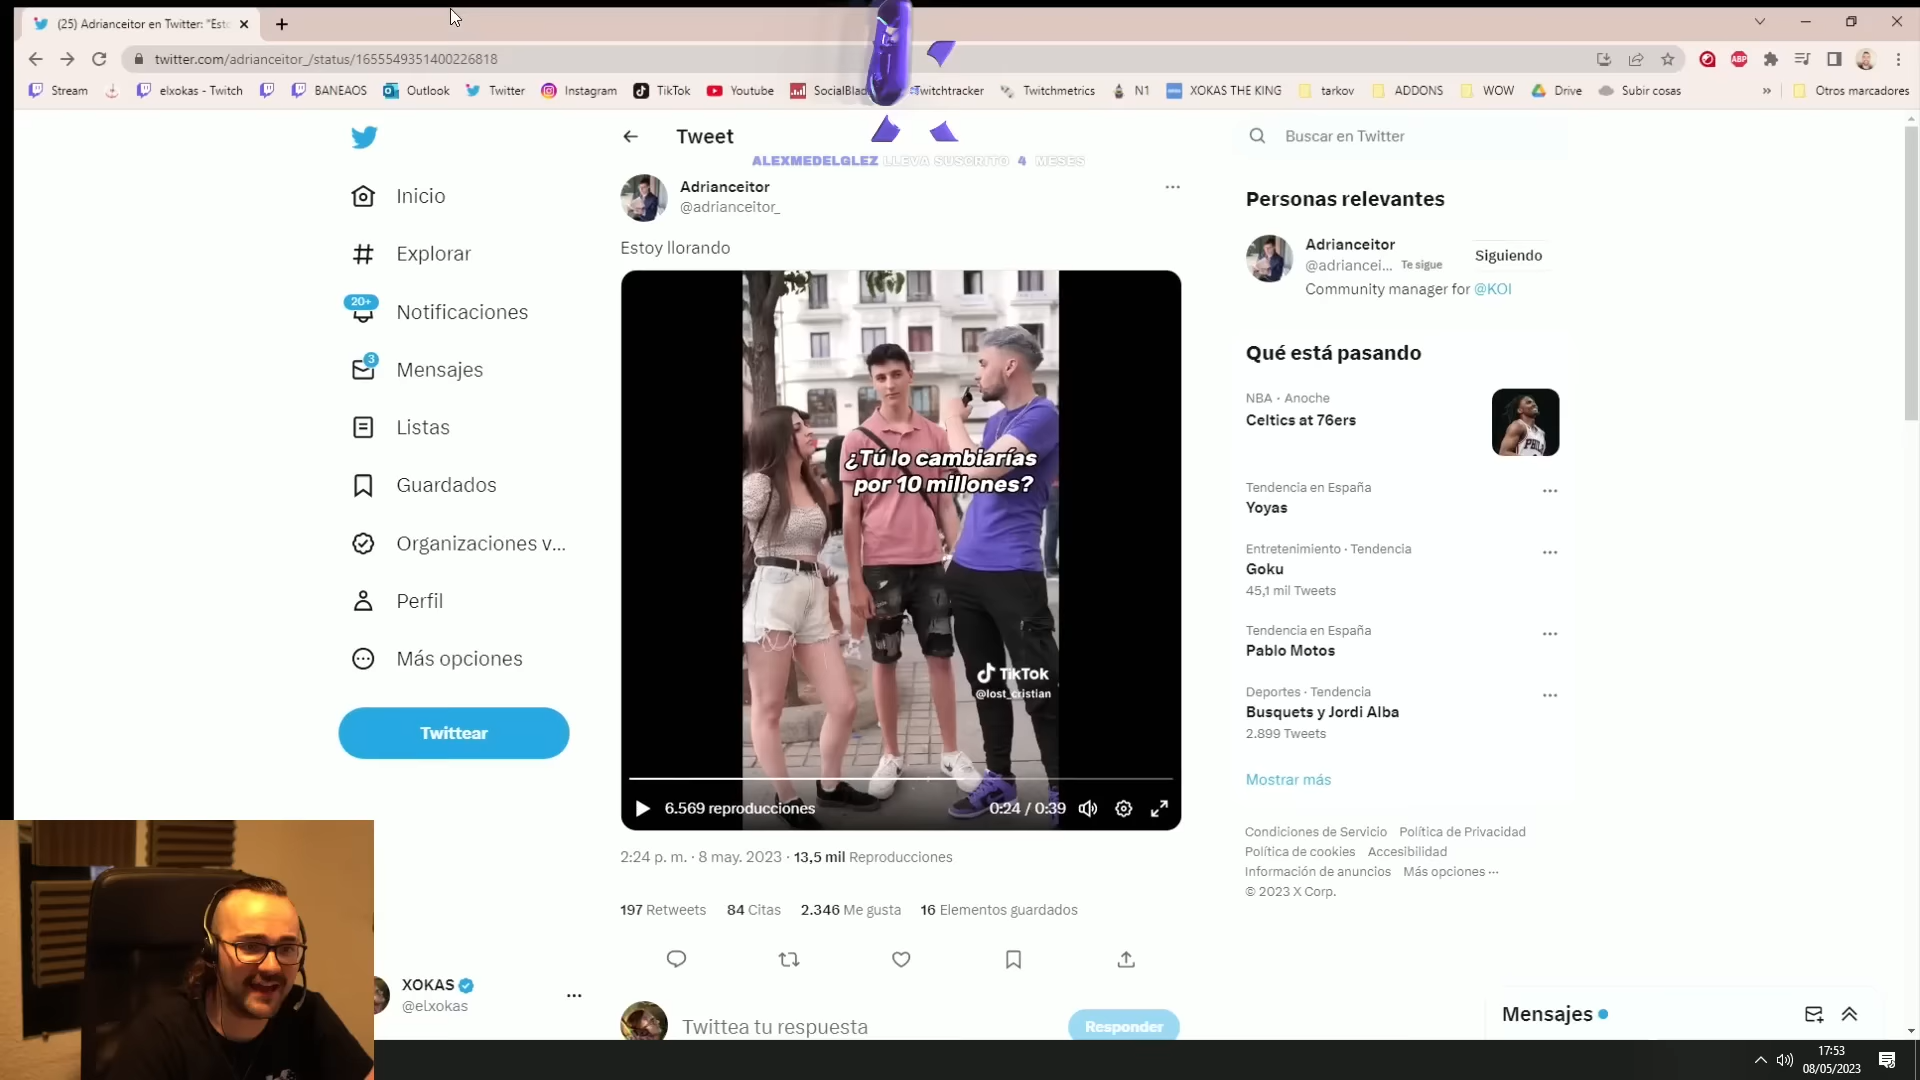 (25) Adrianceitor en Twitter: "Esto
twitter.com/adrianceitor_/status/1655549351400226818
Stream
elxokas - Twitch
BANEAOS
Outlook
Twitter
Instagram
TikTok
Youtube
Twitchtracker
Twitchmetrics
N1
XOKAS THE KING
tarkov
ADDONS
WOW
Drive
Subir cosas
»
Otros marcadores
Tweet
Buscar en Twitter
ALEXMEDELGLEZ LLEVA SUSCRITO 4 MESES
Inicio
Explorar
20+
Notificaciones
3
Mensajes
Listas
Guardados
Organizaciones v...
Perfil
Más opciones
Twittear
XOKAS
@elxokas
Adrianceitor
@adrianceitor_
Estoy llorando
¿Tú lo cambiarías
por 10 millones?
TikTok
@lost_cristian
6.569 reproducciones
0:24 / 0:39
2:24 p. m. · 8 may. 2023 · 13,5 mil Reproducciones
197 Retweets 84 Citas 2.346 Me gusta 16 Elementos guardados
Twittea tu respuesta
Responder
Personas relevantes
Adrianceitor
@adriancei... Te sigue
Siguiendo
Community manager for @KOI
Qué está pasando
NBA · Anoche
Celtics at 76ers
PHIL
Tendencia en España
Yoyas
Entretenimiento · Tendencia
Goku
45,1 mil Tweets
Tendencia en España
Pablo Motos
Deportes · Tendencia
Busquets y Jordi Alba
2.899 Tweets
Mostrar más
Condiciones de Servicio Política de Privacidad
Política de cookies Accesibilidad
Información de anuncios Más opciones ···
© 2023 X Corp.
Mensajes
17:53
08/05/2023